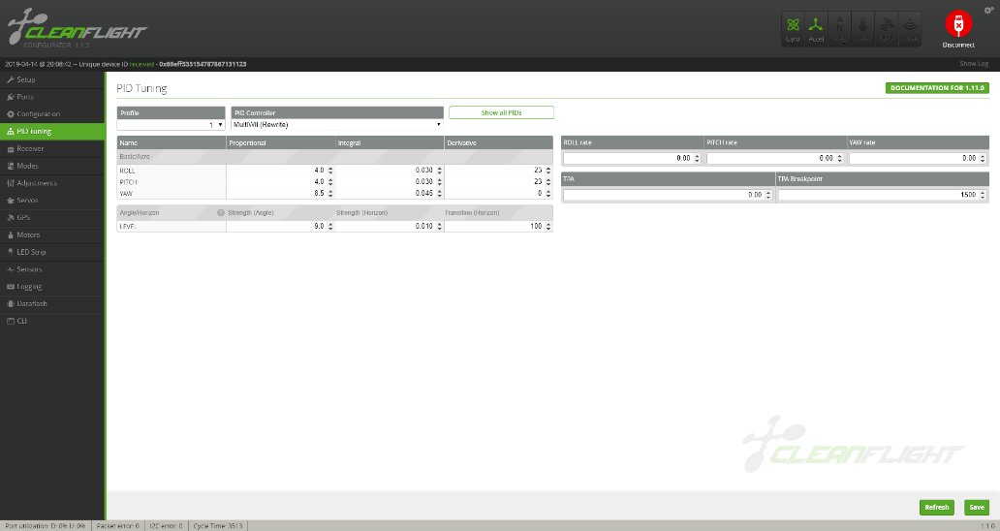 CLEANFLIGHT
CONFIGURATOR 1.1.0
Gyro Accel
Disconnect
2019-04-14 @ 20:08:42 -- Unique device ID received - 0x66eff333154787867131123
Show Log
Setup
Ports
Configuration
PID Tuning
Receiver
Modes
Adjustments
Servos
GPS
Motors
LED Strip
Sensors
Logging
Dataflash
CLI
PID Tuning
DOCUMENTATION FOR 1.11.0
Profile PID Controller Show all PIDs
1 MultiWii (Rewrite)
Name Proportional Integral Derivative
Basic/Acro
ROLL 4.0 0.030 23
PITCH 4.0 0.030 23
YAW 8.5 0.045 0
Angle/Horizon Strength (Angle) Strength (Horizon) Transition (Horizon)
LEVEL 9.0 0.010 100
ROLL rate PITCH rate YAW rate
0.00 0.00 0.00
TPA TPA Breakpoint
0.00 1500
CLEANFLIGHT
Refresh Save
Port utilization: D: 0% U: 0% Packet error: 0 I2C error: 0 Cycle Time: 3513 1.1.0